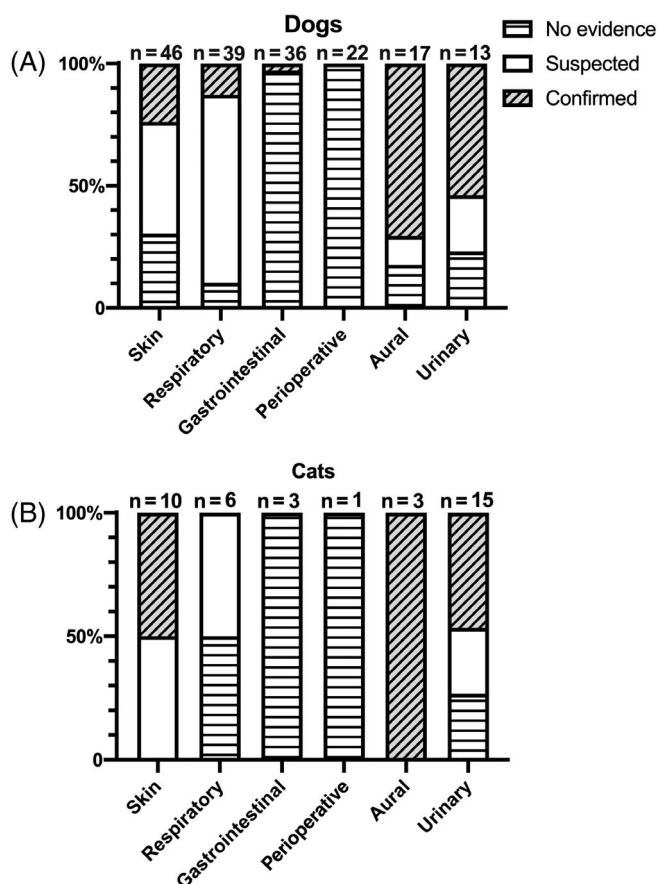 Dogs
No evidence
Suspected
Confirmed
(A)
n=46 n=39 n=36 n=22 n=17 n=13
100%
50%
0
Skin
Respiratory
Gastrointestinal
Perioperative
Aural
Urinary
Cats
(B)
n=10 n=6 n=3 n=1 n=3 n=15
100%
50%
0
Skin
Respiratory
Gastrointestinal
Perioperative
Aural
Urinary